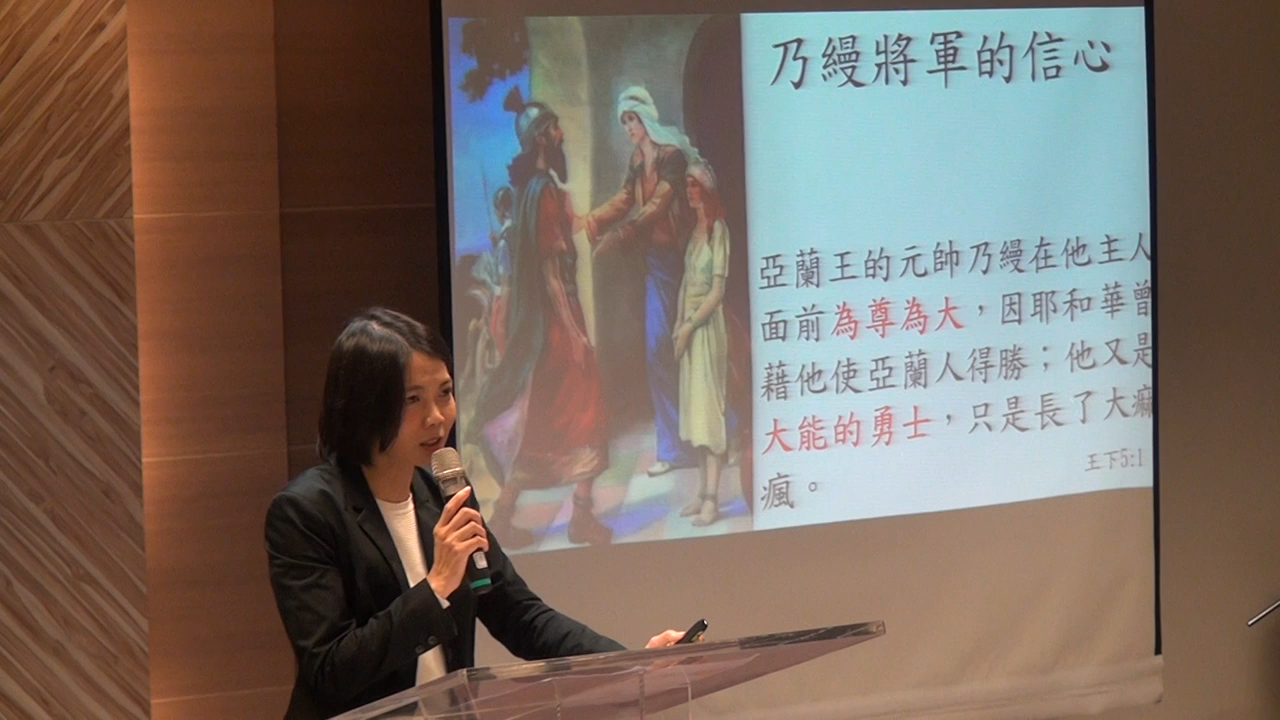 乃縵將軍的信心
亞蘭王的元帥乃縵在他主人
面前為尊為大，因耶和華曾
藉他使亞蘭人得勝；他又是
大能的勇士，只是長了大痲
瘋。
王下5:1